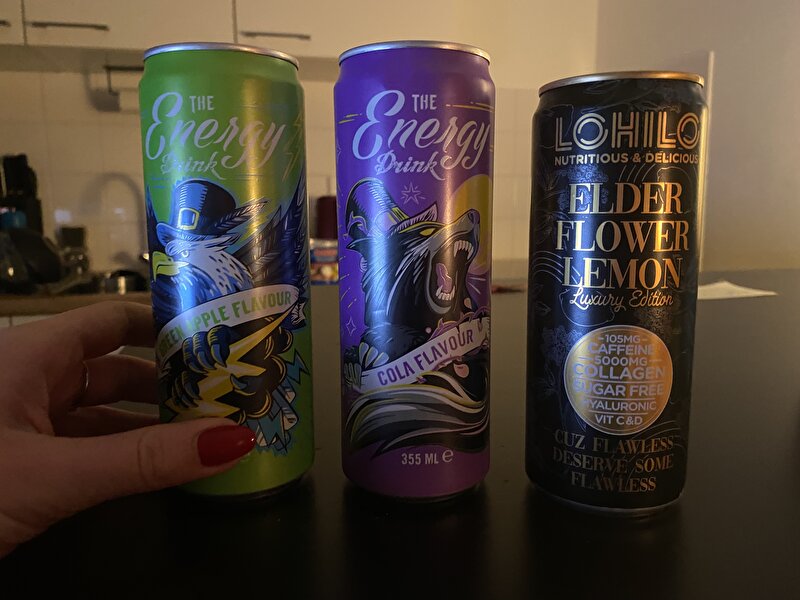 THE
Energy
Drink
GREEN APPLE FLAVOUR
THE
Energy
Drink
COLA FLAVOUR
355 ML e
LOHILO
NUTRITIOUS & DELICIOUS
ELDER
FLOWER
LEMON
Luxury Edition
105MG
CAFFEINE
5000MG
COLLAGEN
SUGAR FREE
HYALURONIC
VIT C&D
CUZ FLAWLESS
DESERVE SOME
FLAWLESS